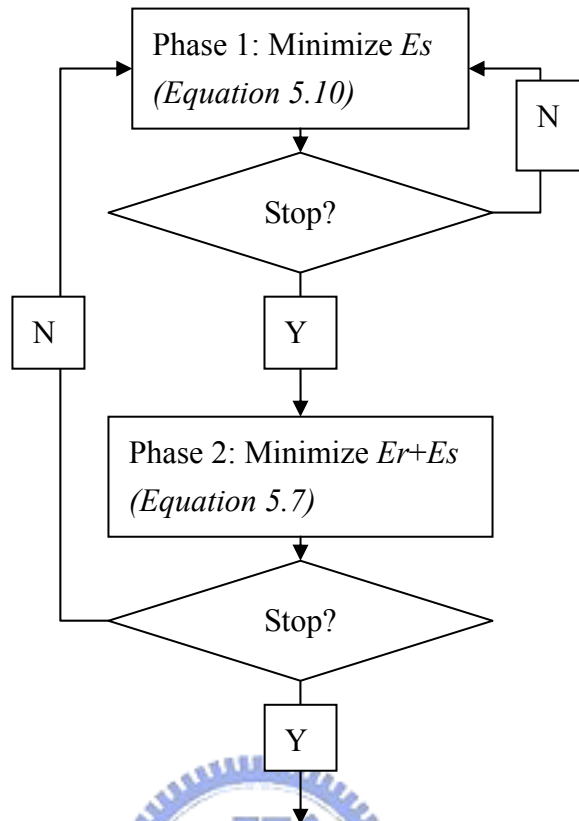 Phase 1: Minimize Es
(Equation 5.10)
N
Stop?
N
Y
Phase 2: Minimize Er+Es
(Equation 5.7)
Stop?
Y